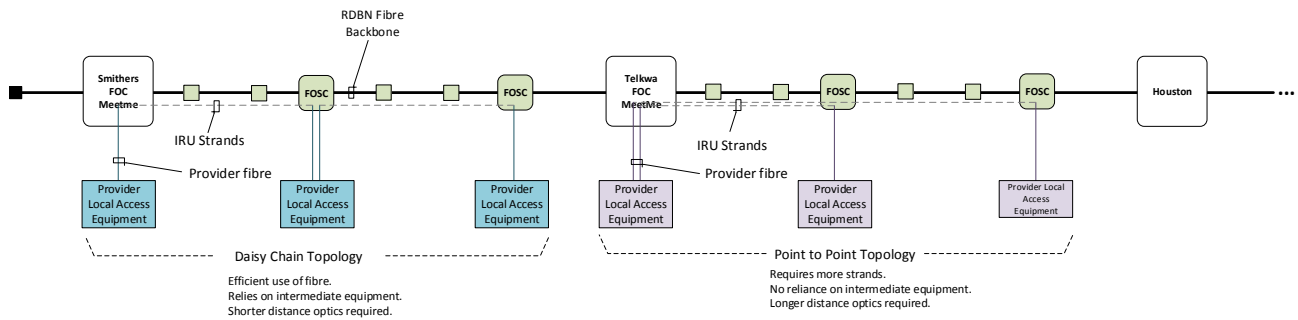 RDBN Fibre
Backbone
Smithers
FOC
Meetme
FOSC
FOSC
Telkwa
FOC
MeetMe
FOSC
FOSC
Houston
...
IRU Strands
IRU Strands
Provider fibre
Provider fibre
Provider
Local Access
Equipment
Provider
Local Access
Equipment
Provider
Local Access
Equipment
Provider
Local Access
Equipment
Provider
Local Access
Equipment
Provider Local
Access
Equipment
Daisy Chain Topology
Efficient use of fibre.
Relies on intermediate equipment.
Shorter distance optics required.
Point to Point Topology
Requires more strands.
No reliance on intermediate equipment.
Longer distance optics required.